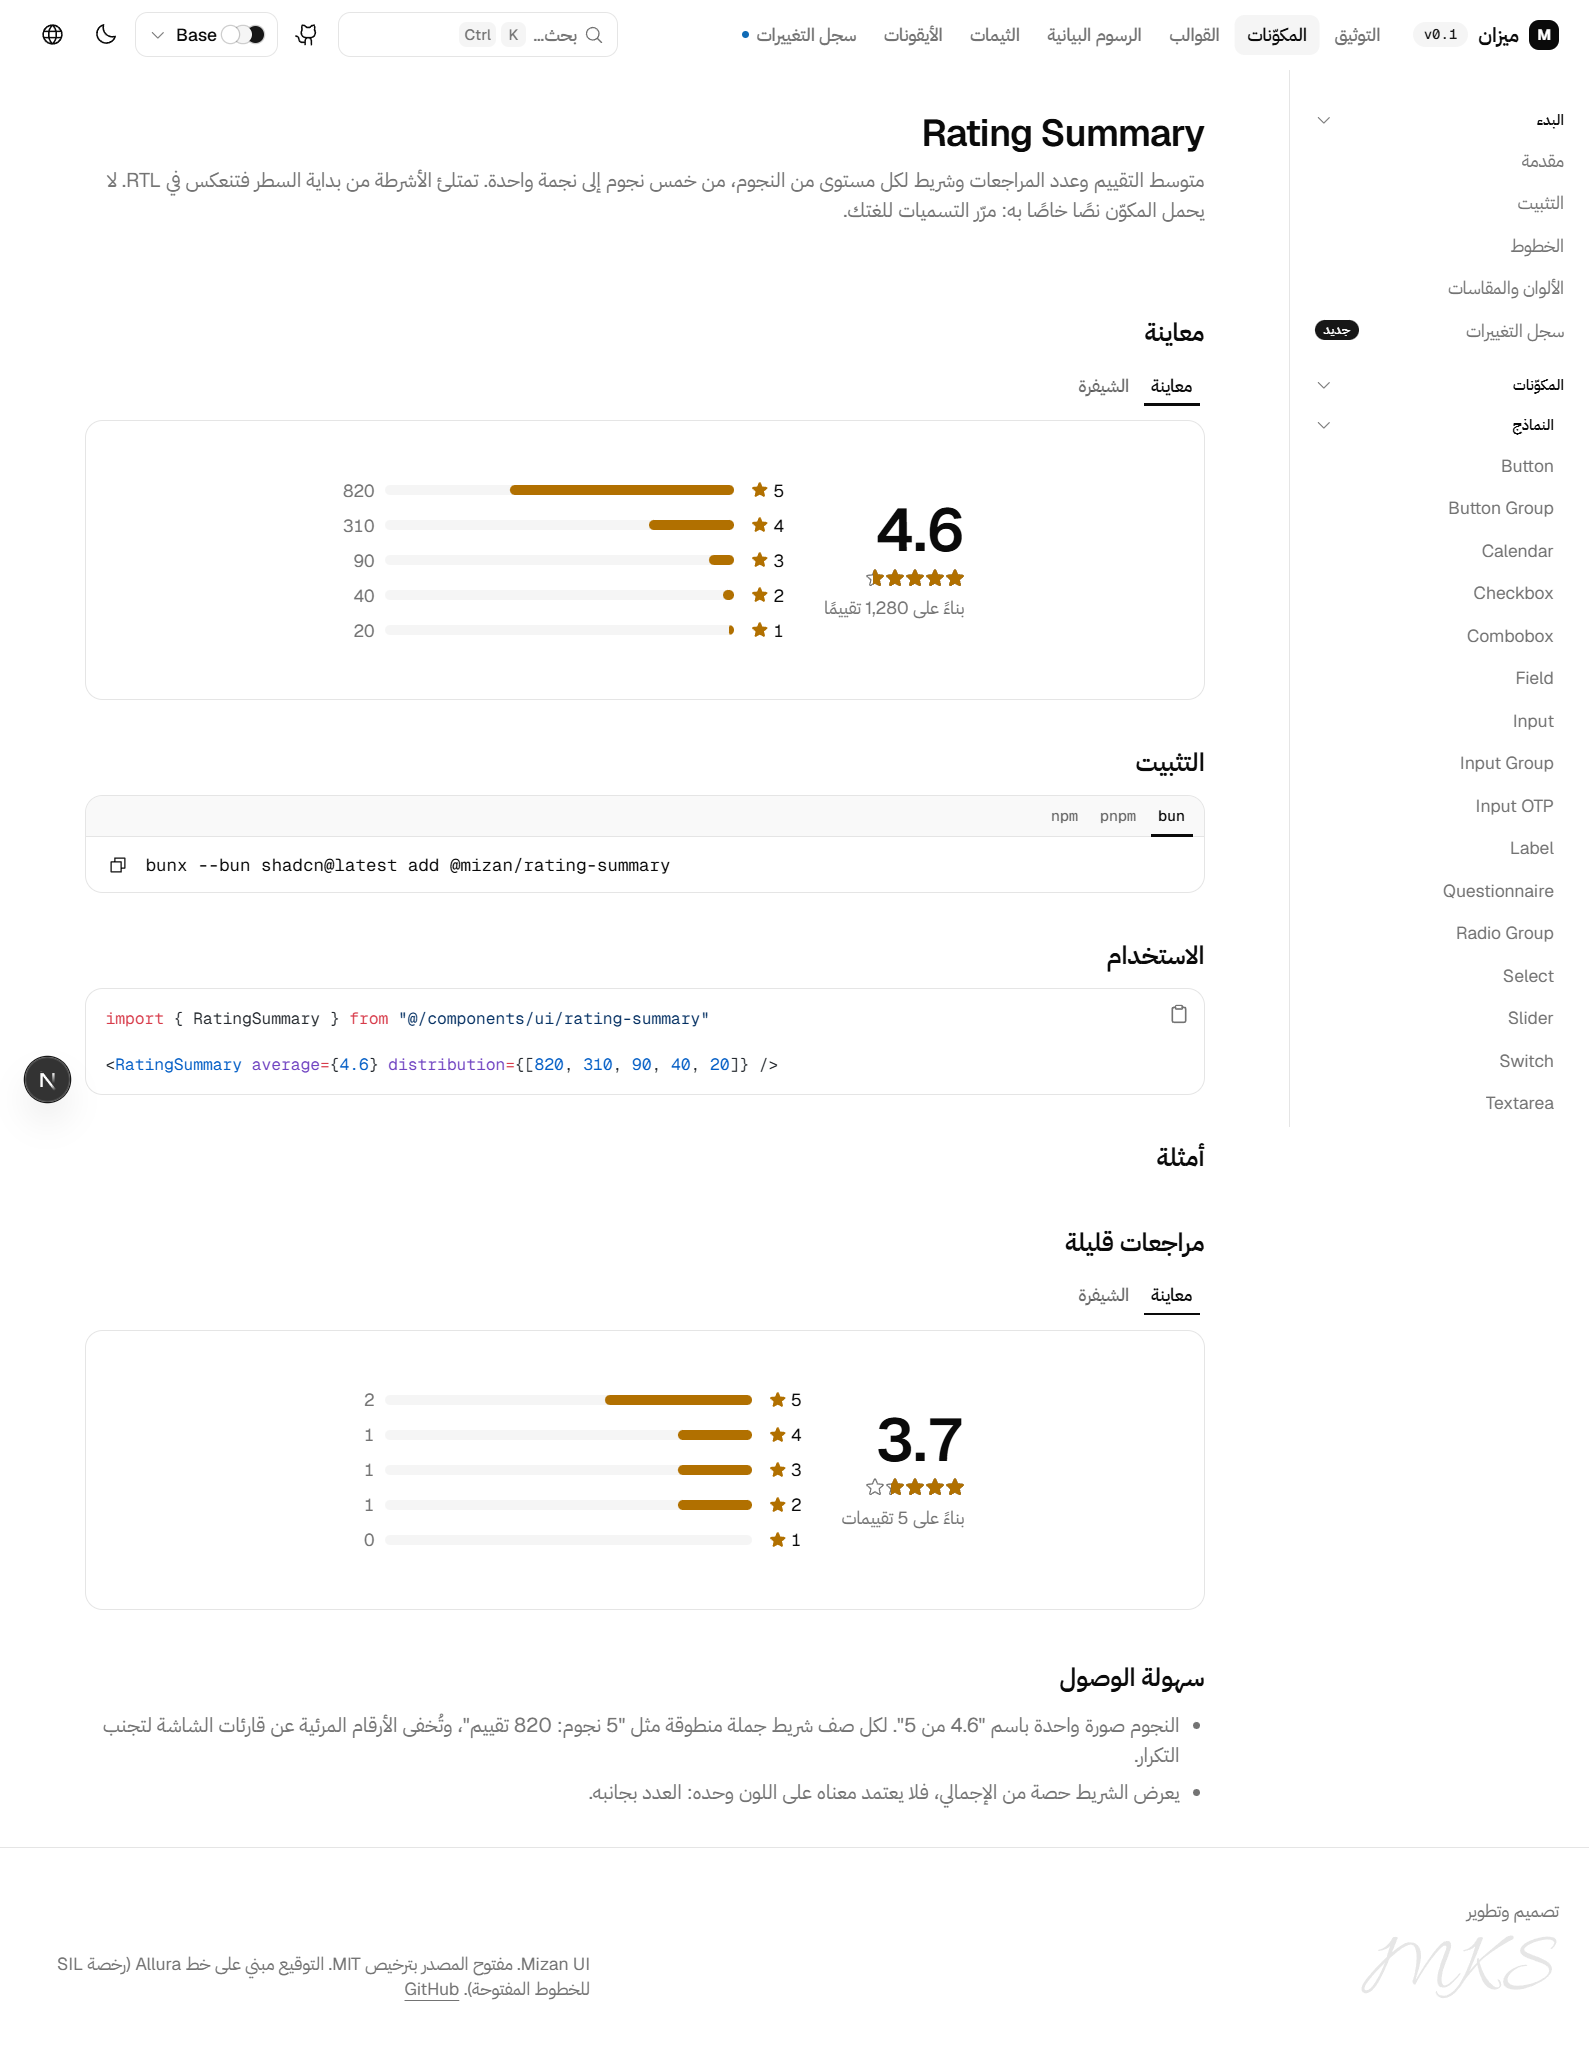 M ميزان v0.1 التوثيق المكوّنات القوالب الرسوم البيانية الثيمات الأيقونات سجل التغييرات بحث... Ctrl K Base
البدء
مقدمة
التثبيت
الخطوط
الألوان والمقاسات
سجل التغييرات جديد
المكوّنات
النماذج
Button
Button Group
Calendar
Checkbox
Combobox
Field
Input
Input Group
Input OTP
Label
Questionnaire
Radio Group
Select
Slider
Switch
Textarea
Rating Summary
متوسط التقييم وعدد المراجعات وشريط لكل مستوى من النجوم، من خمس نجوم إلى نجمة واحدة. تمتلئ الأشرطة من بداية السطر فتنعكس في RTL. لا
يحمل المكوّن نصًا خاصًا به: مرّر التسميات للغتك.
معاينة
معاينة الشيفرة
4.6
بناءً على 1,280 تقييمًا
5 820
4 310
3 90
2 40
1 20
التثبيت
bun pnpm npm
bunx --bun shadcn@latest add @mizan/rating-summary
الاستخدام
import { RatingSummary } from "@/components/ui/rating-summary"
<RatingSummary average={4.6} distribution={[820, 310, 90, 40, 20]} />
أمثلة
مراجعات قليلة
معاينة الشيفرة
3.7
بناءً على 5 تقييمات
5 2
4 1
3 1
2 1
1 0
سهولة الوصول
• النجوم صورة واحدة باسم "4.6 من 5". لكل صف شريط جملة منطوقة مثل "5 نجوم: 820 تقييم"، وتُخفى الأرقام المرئية عن قارئات الشاشة لتجنب
التكرار.
• يعرض الشريط حصة من الإجمالي، فلا يعتمد معناه على اللون وحده: العدد بجانبه.
تصميم وتطوير
MKS
Mizan UI. مفتوح المصدر بترخيص MIT. التوقيع مبني على خط Allura (رخصة SIL
للخطوط المفتوحة). GitHub